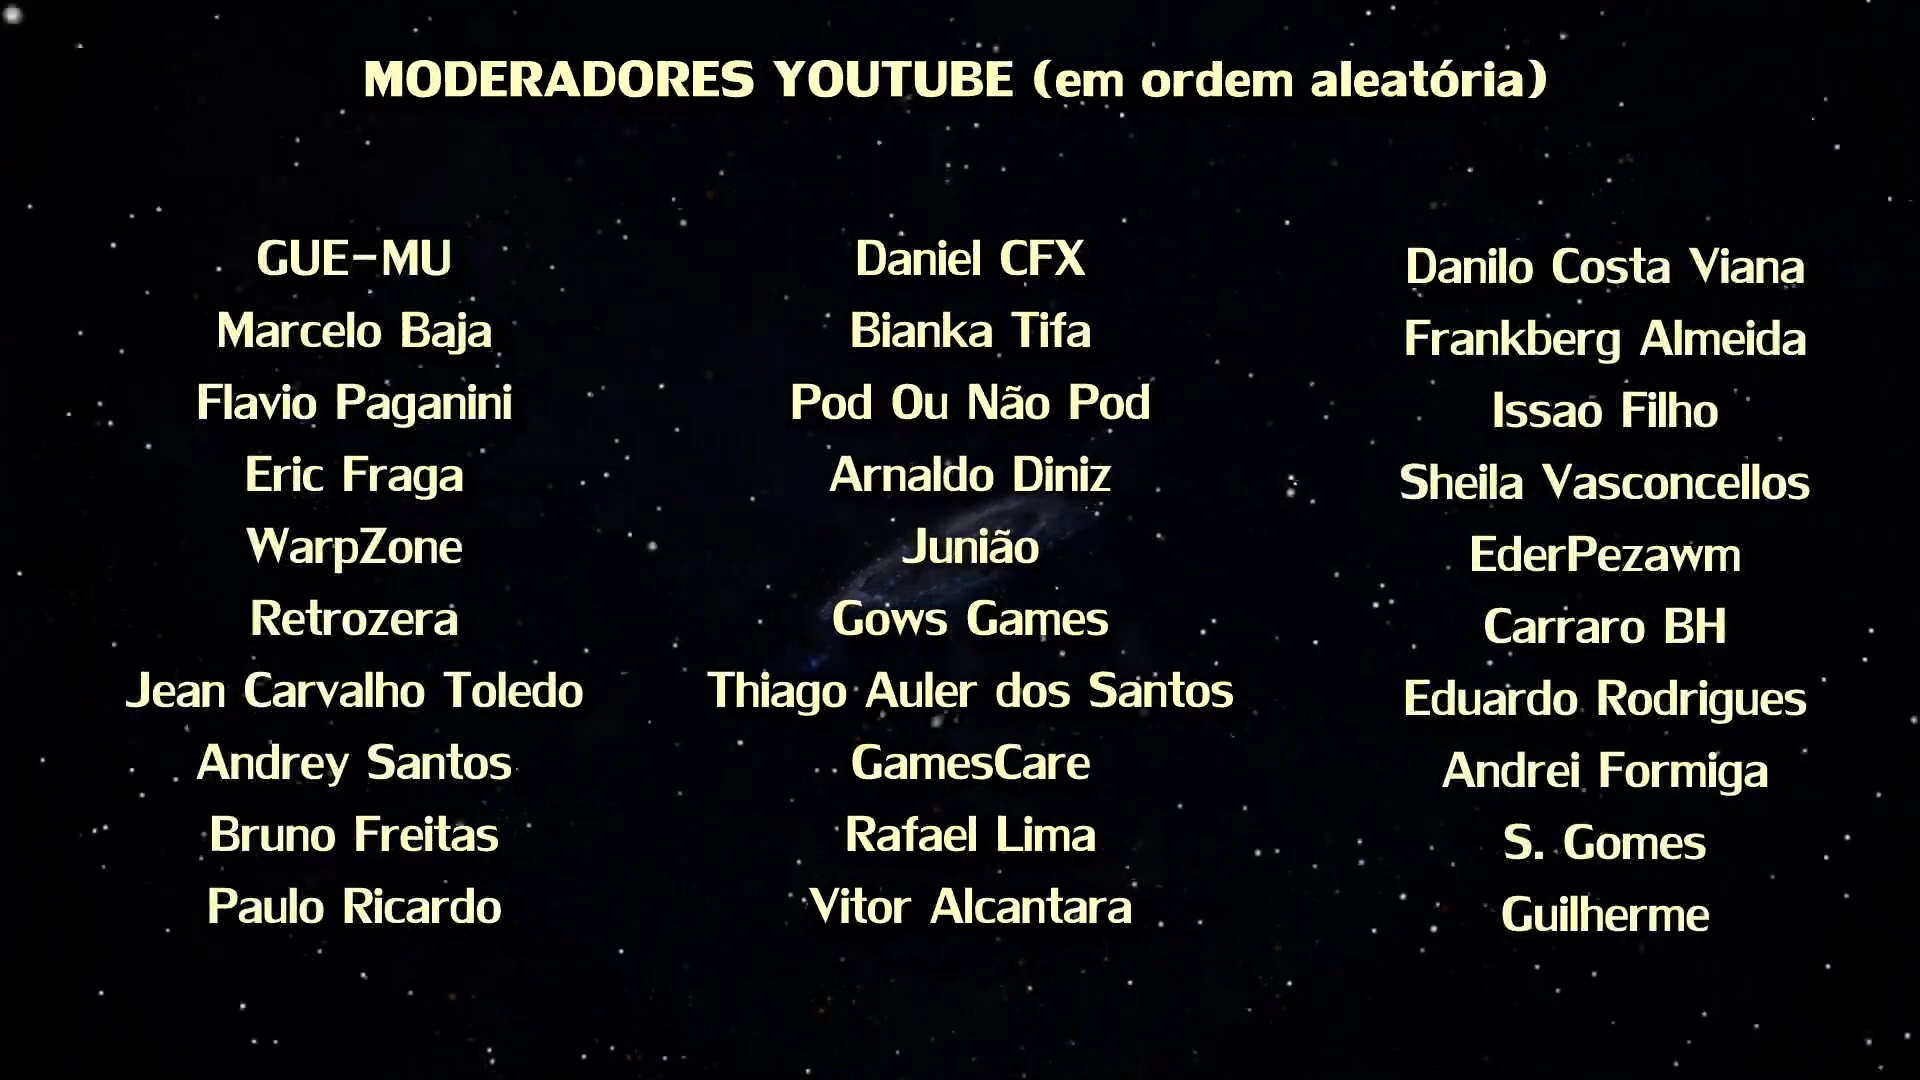 MODERADORES YOUTUBE (em ordem aleatória)
GUE-MU
Marcelo Baja
Flavio Paganini
Eric Fraga
WarpZone
Retrozera
Jean Carvalho Toledo
Andrey Santos
Bruno Freitas
Paulo Ricardo
Daniel CFX
Bianka Tifa
Pod Ou Não Pod
Arnaldo Diniz
Junião
Gows Games
Thiago Auler dos Santos
GamesCare
Rafael Lima
Vitor Alcantara
Danilo Costa Viana
Frankberg Almeida
Issao Filho
Sheila Vasconcellos
EderPezawm
Carraro BH
Eduardo Rodrigues
Andrei Formiga
S. Gomes
Guilherme